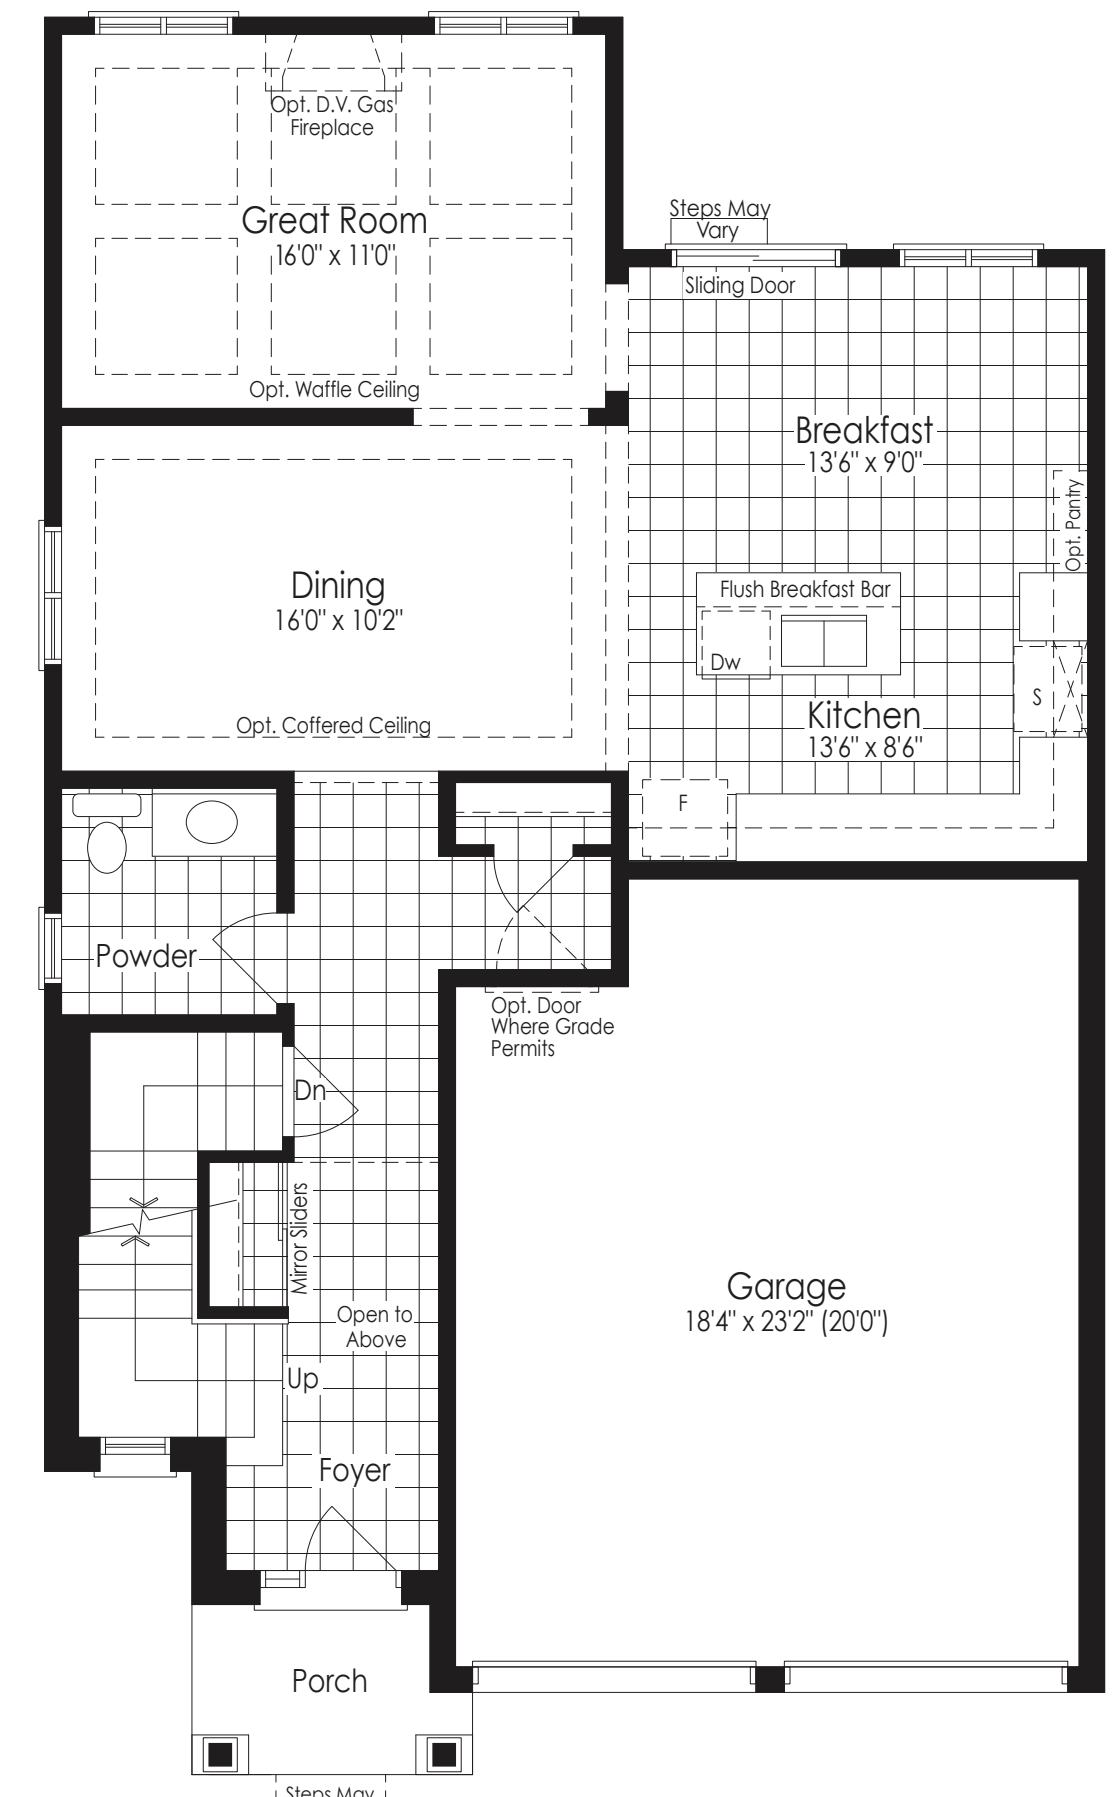 Opt. D.V. Gas
Fireplace
Great Room
16'0" x 11'0"
Opt. Waffle Ceiling
Steps May
Vary
Sliding Door
Breakfast
13'6" x 9'0"
Opt. Pantry
Dining
16'0" x 10'2"
Opt. Coffered Ceiling
Flush Breakfast Bar
Dw
S
Kitchen
13'6" x 8'6"
F
Powder
Opt. Door
Where Grade
Permits
Dn
Mirror Sliders
Open to
Above
Up
Garage
18'4" x 23'2" (20'0")
Foyer
Porch
Steps May